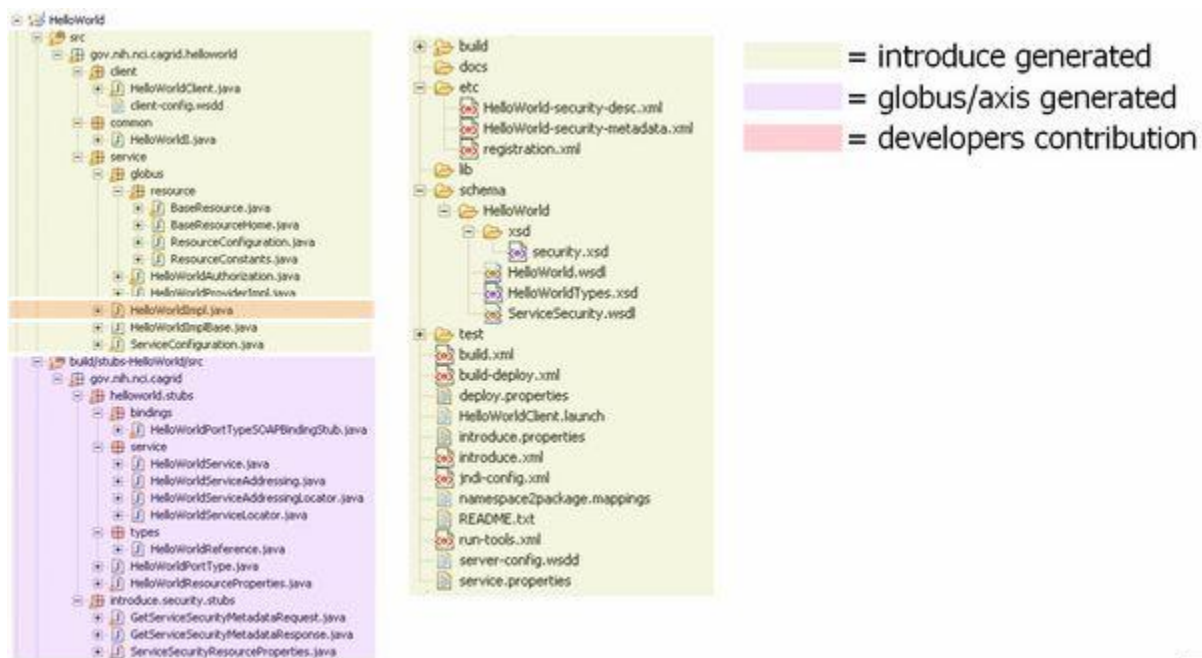 HelloWorld
src
gov.nih.nci.cagrid.helloworld
client
HelloWorldClient.java
client-config.wsdd
common
HelloWorldI.java
service
globus
resource
BaseResource.java
BaseResourceHome.java
ResourceConfiguration.java
ResourceConstants.java
HelloWorldAuthorization.java
HelloWorldProviderImpl.java
HelloWorldImpl.java
HelloWorldImplBase.java
ServiceConfiguration.java
build/stubs-HelloWorld/src
gov.nih.nci.cagrid
helloworld.stubs
bindings
HelloWorldPortTypeSOAPBindingStub.java
service
HelloWorldService.java
HelloWorldServiceAddressing.java
HelloWorldServiceAddressingLocator.java
HelloWorldServiceLocator.java
types
HelloWorldReference.java
HelloWorldPortType.java
HelloWorldResourceProperties.java
introduce.security.stubs
GetServiceSecurityMetadataRequest.java
GetServiceSecurityMetadataResponse.java
ServiceSecurityResourceProperties.java
build
docs
etc
HelloWorld-security-desc.xml
HelloWorld-security-metadata.xml
registration.xml
lib
schema
HelloWorld
xsd
security.xsd
HelloWorld.wsdl
HelloWorldTypes.xsd
ServiceSecurity.wsdl
test
build.xml
build-deploy.xml
deploy.properties
HelloWorldClient.launch
introduce.properties
introduce.xml
jndi-config.xml
namespace2package.mappings
README.txt
run-tools.xml
server-config.wsdd
service.properties
= introduce generated
= globus/axis generated
= developers contribution